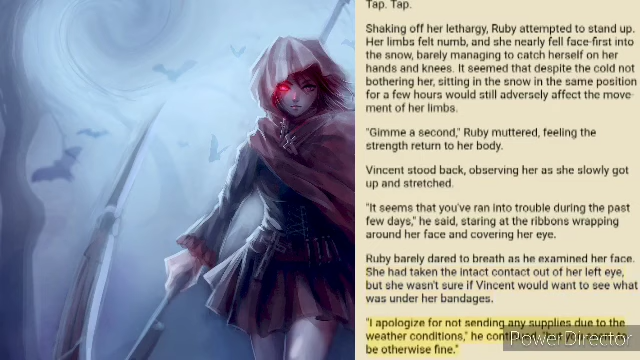 Tap. Tap.
Shaking off her lethargy, Ruby attempted to stand up.
Her limbs felt numb, and she nearly fell face-first into
the snow, barely managing to catch herself on her
hands and knees. It seemed that despite the cold not
bothering her, sitting in the snow in the same position
for a few hours would still adversely affect the move-
ment of her limbs.
"Gimme a second," Ruby muttered, feeling the
strength return to her body.
Vincent stood back, observing her as she slowly got
up and stretched.
"It seems that you've ran into trouble during the past
few days," he said, staring at the ribbons wrapping
around her face and covering her eye.
Ruby barely dared to breath as he examined her face.
She had taken the intact contact out of her left eye,
but she wasn't sure if Vincent would want to see what
was under her bandages.
"I apologize for not sending any supplies due to the
weather conditions," he
be otherwise fine."
PowerDirector